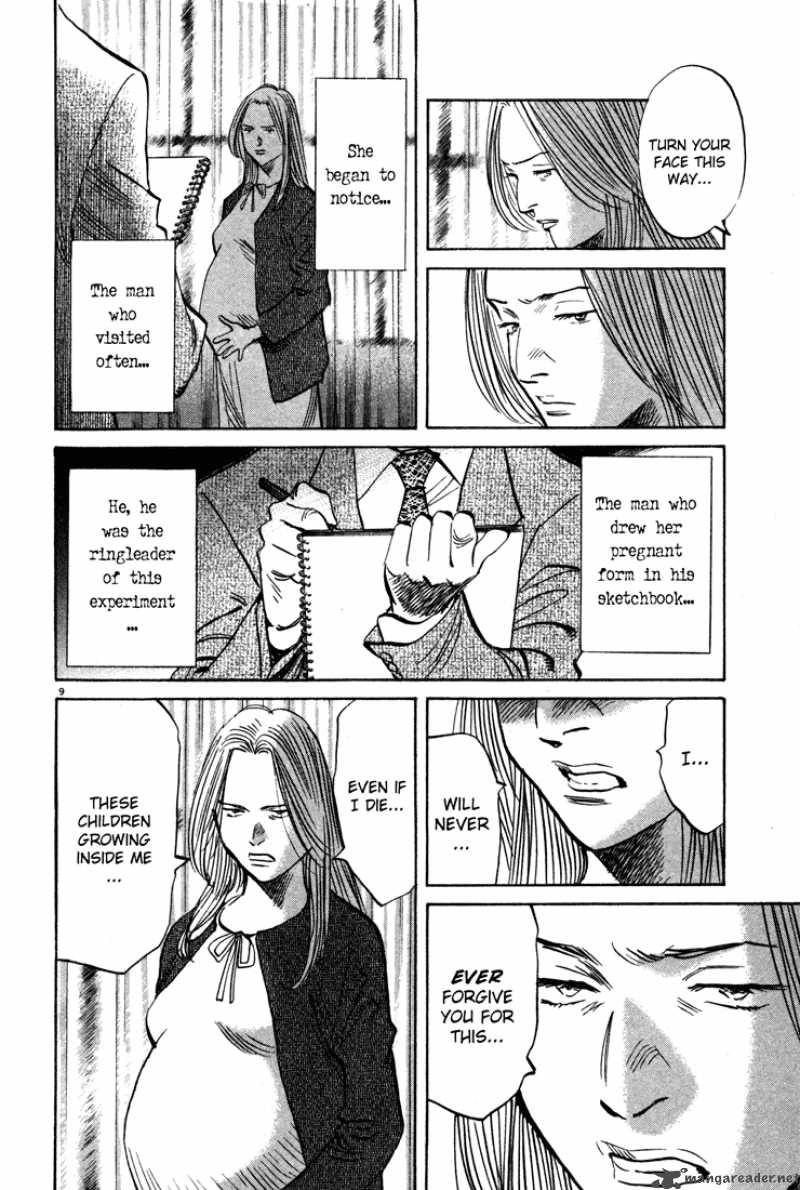 TURN YOUR
FACE THIS
WAY...
She
began to
notice...
The man
who
visited
often...
The man who
drew her
pregnant
form in his
sketchbook...
He, he
was the
ringleader
of this
experiment
...
9
I...
WILL
NEVER
...
EVER
FORGIVE
YOU FOR
THIS...
EVEN IF
I DIE...
THESE
CHILDREN
GROWING
INSIDE ME
...
mangareader.net